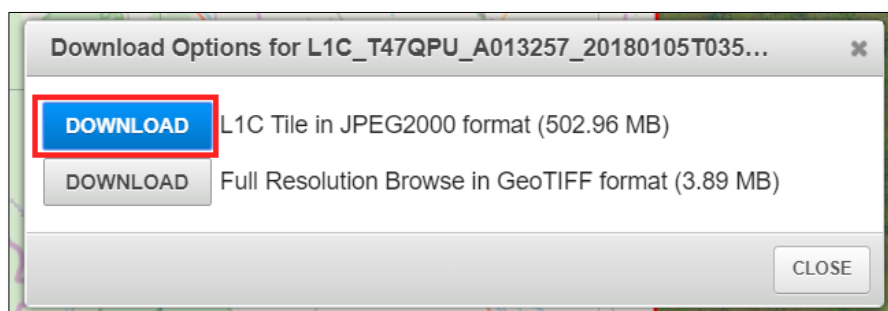 Download Options for L1C_T47QPU_A013257_20180105T035...
DOWNLOAD L1C Tile in JPEG2000 format (502.96 MB)
DOWNLOAD Full Resolution Browse in GeoTIFF format (3.89 MB)
CLOSE